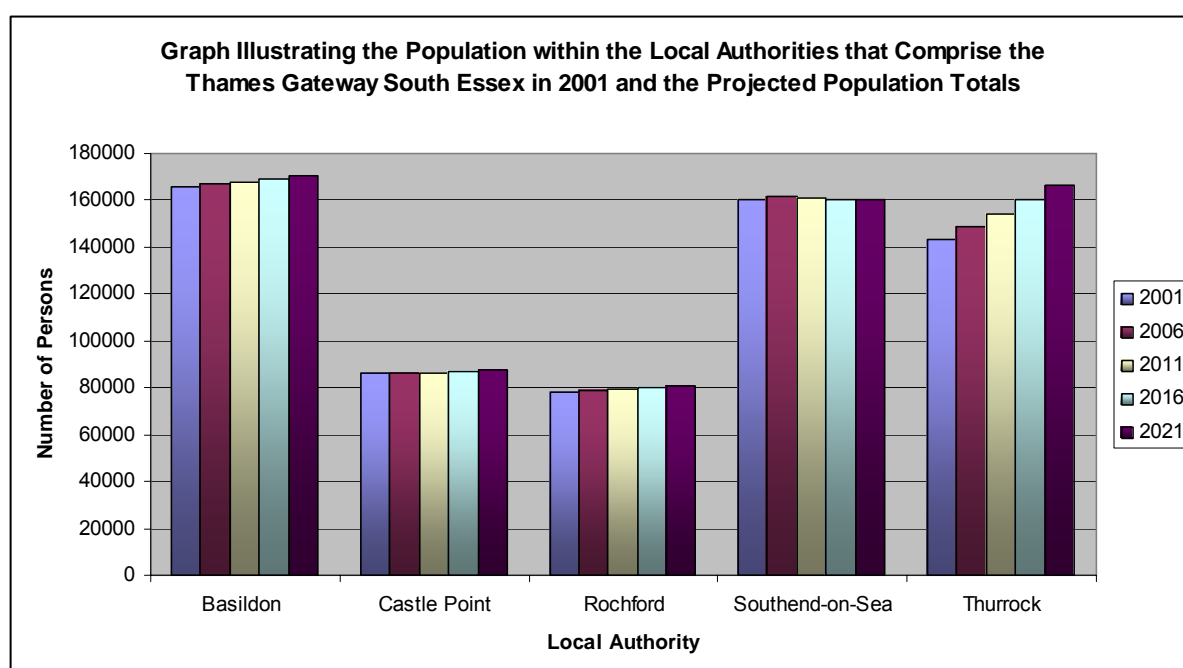 Graph Illustrating the Population within the Local Authorities that Comprise the
Thames Gateway South Essex in 2001 and the Projected Population Totals
Number of Persons
180000
160000
140000
120000
100000
80000
60000
40000
20000
0
Basildon
Castle Point
Rochford
Southend-on-Sea
Thurrock
Local Authority
2001
2006
2011
2016
2021